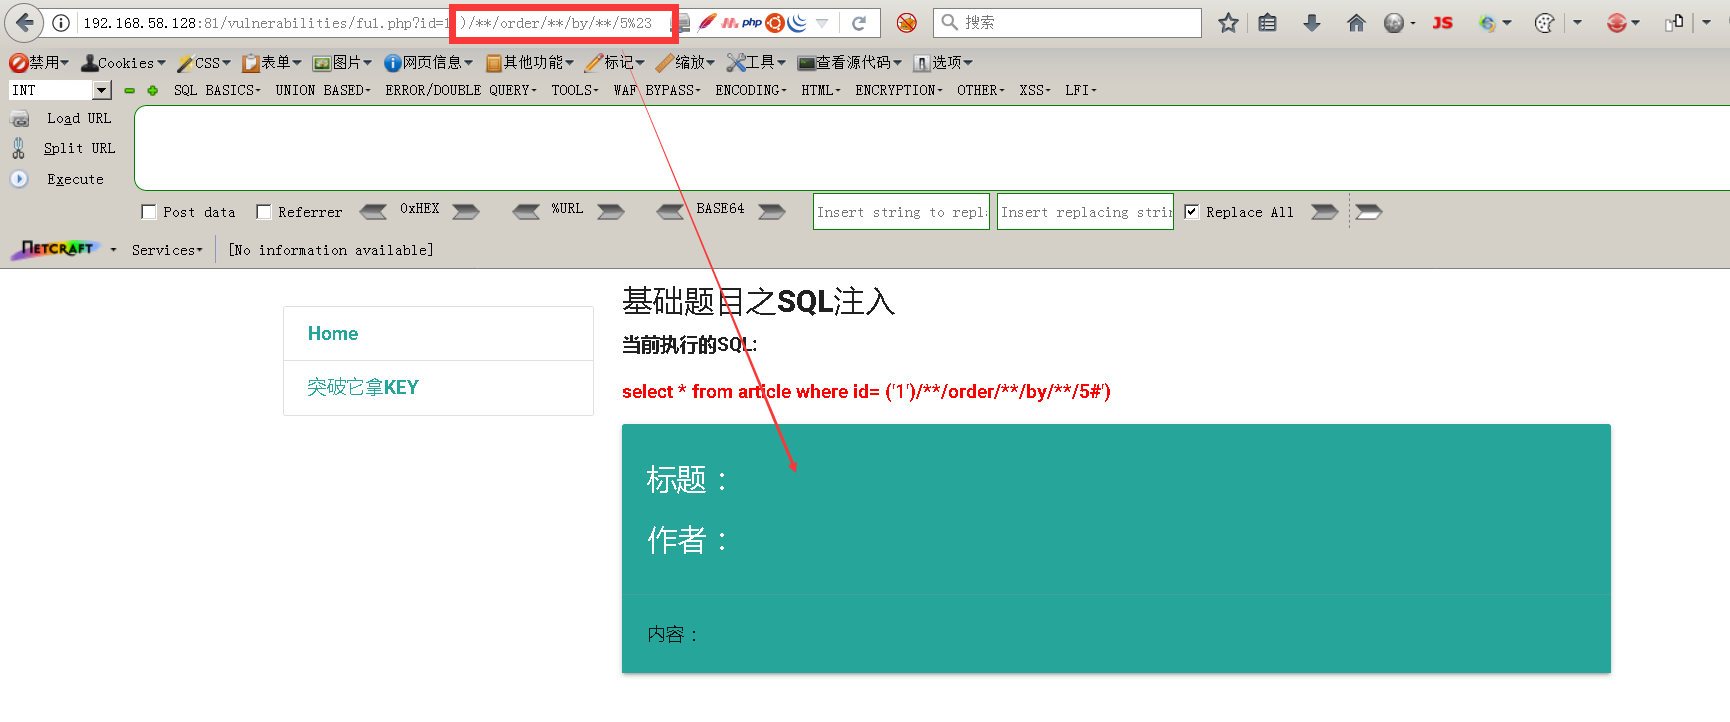 192.168.58.128:81/vulnerabilities/fu1.php?id=1')/**/order/**/by/**/5%23
php
搜索
JS
禁用 Cookies CSS 表单 图片 网页信息 其他功能 标记 缩放 工具 查看源代码 选项
INT SQL BASICS UNION BASED ERROR/DOUBLE QUERY TOOLS WAF BYPASS ENCODING HTML ENCRYPTION OTHER XSS LFI
Load URL
Split URL
Execute
Post data Referrer 0xHEX %URL BASE64 Insert string to repl Insert replacing strin Replace All
NETCRAFT Services [No information available]
基础题目之SQL注入
Home
当前执行的SQL:
突破它拿KEY
select * from article where id= ('1')/**/order/**/by/**/5#')
标题：
作者：
内容：